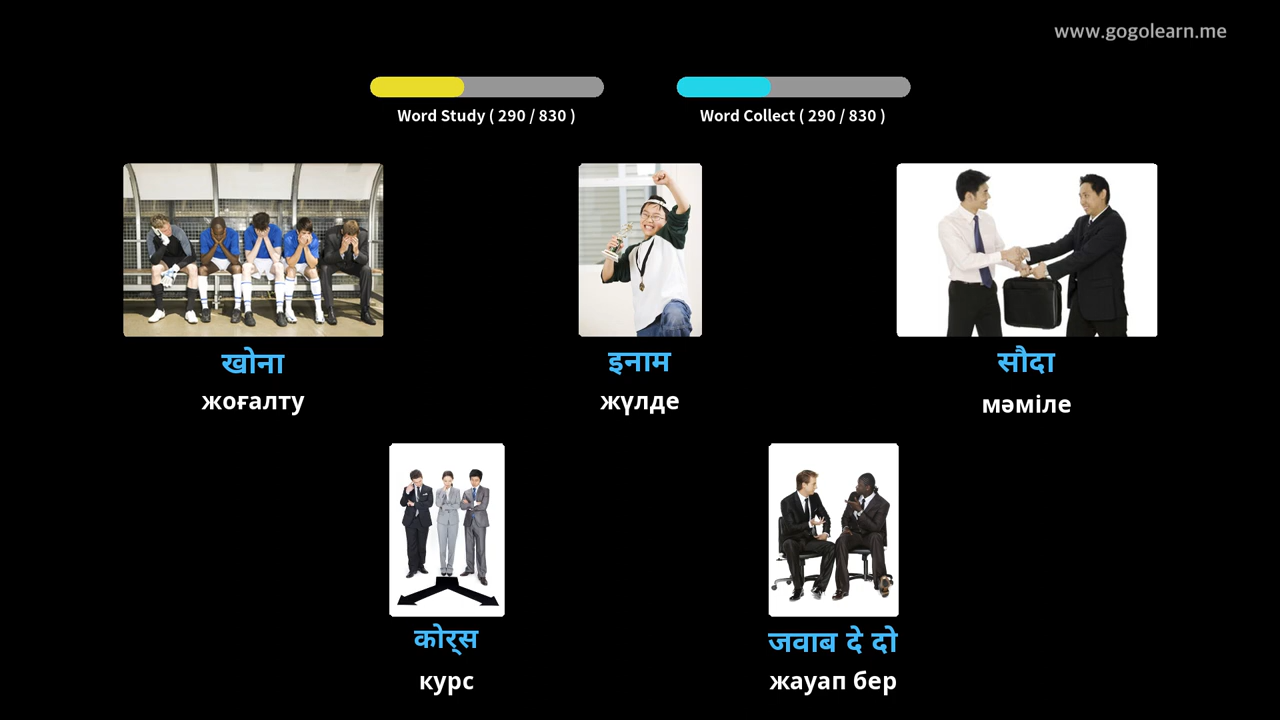 www.gogolearn.me
Word Study ( 290 / 830 )
Word Collect ( 290 / 830 )
खोना
жоғалту
इनाम
жүлде
सौदा
мәміле
कोर्स
курс
जवाब दे दो
жауап бер